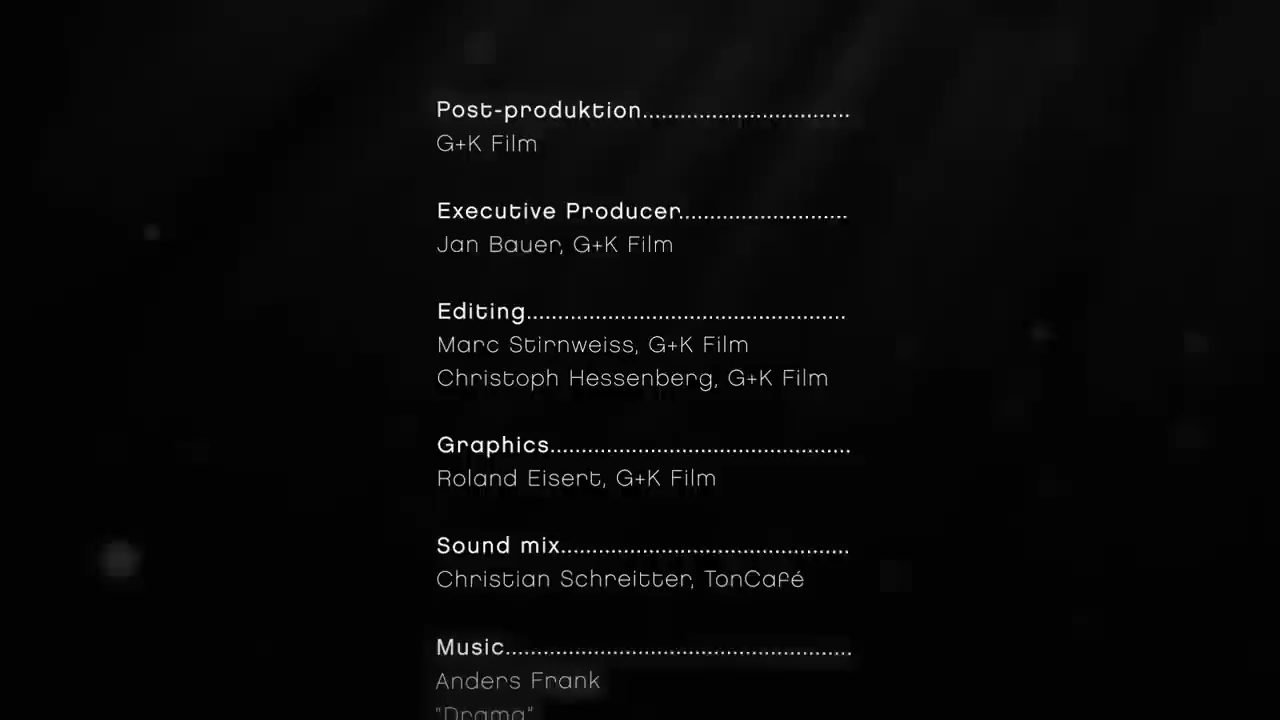 Post-produktion.................................
G+K Film
Executive Producer...........................
Jan Bauer, G+K Film
Editing...................................................
Marc Stirnweiss, G+K Film
Christoph Hessenberg, G+K Film
Graphics................................................
Roland Eisert, G+K Film
Sound mix..............................................
Christian Schreitter, TonCafé
Music.......................................................
Anders Frank
"Drama"